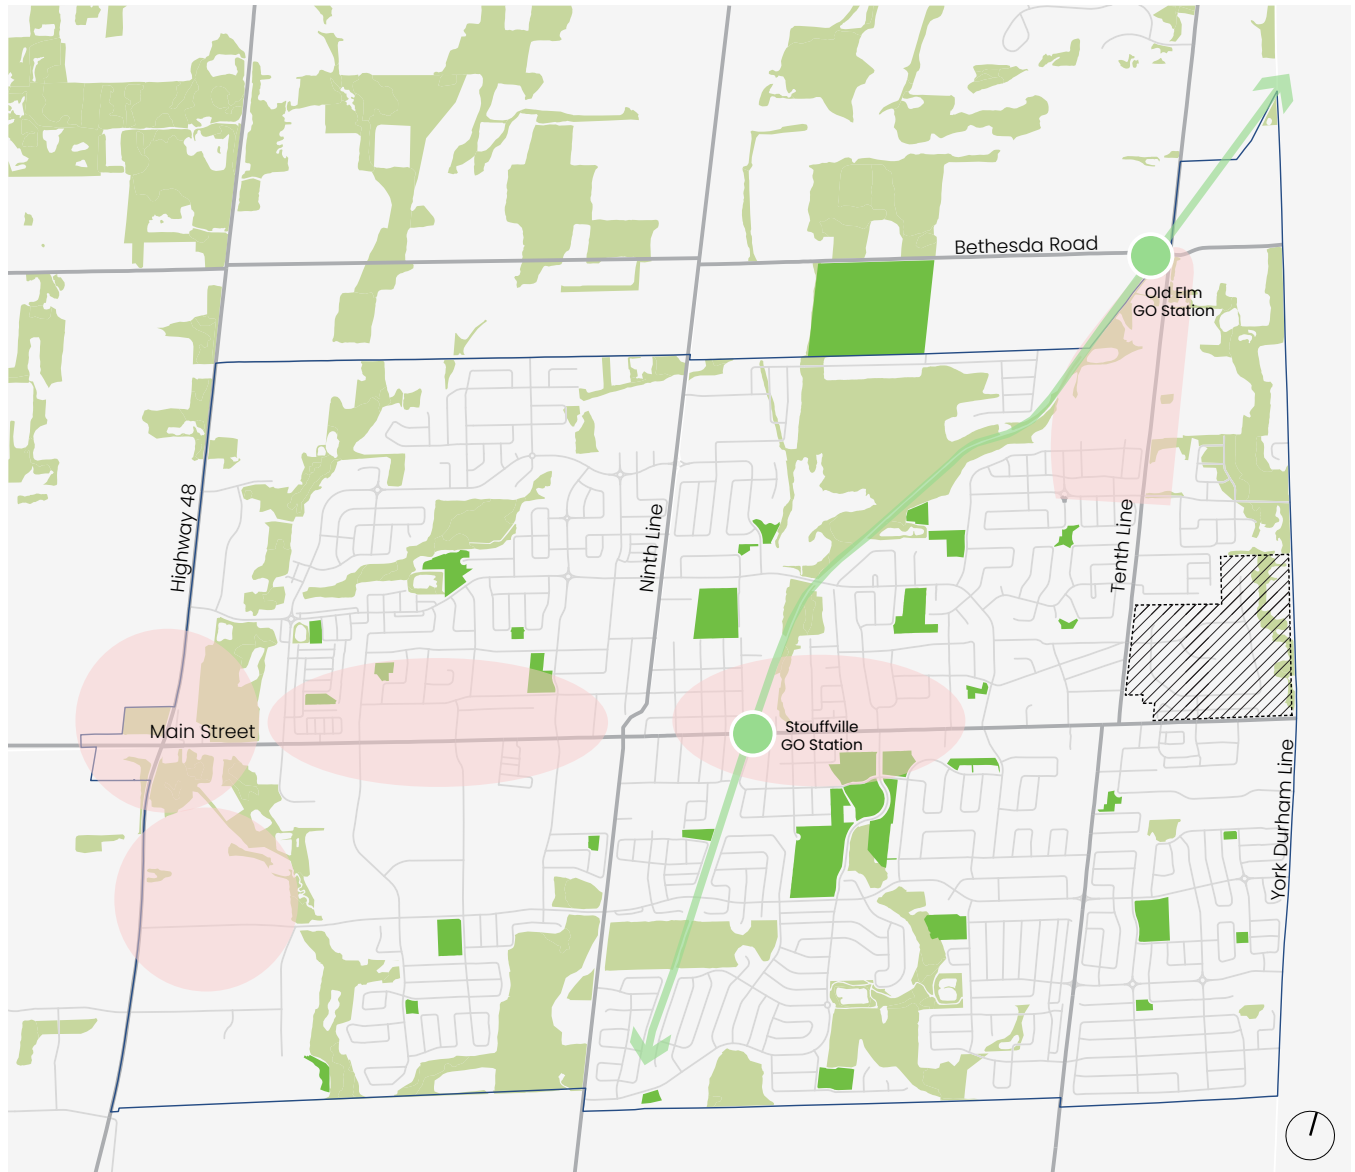 Bethesda Road
Old Elm
GO Station
Highway 48
Ninth Line
Tenth Line
Main Street
Stouffville
GO Station
York Durham Line